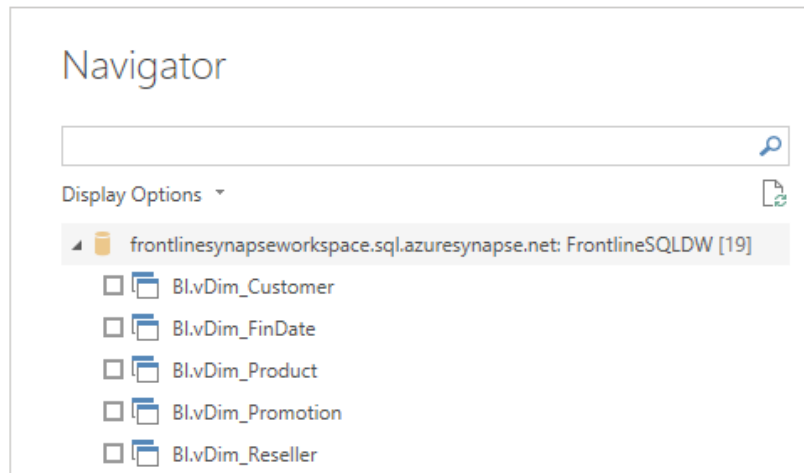 Navigator
Display Options
frontlinesynapseworkspace.sql.azuresynapse.net: FrontlineSQLDW [19]
BI.vDim_Customer
BI.vDim_FinDate
BI.vDim_Product
BI.vDim_Promotion
BI.vDim_Reseller